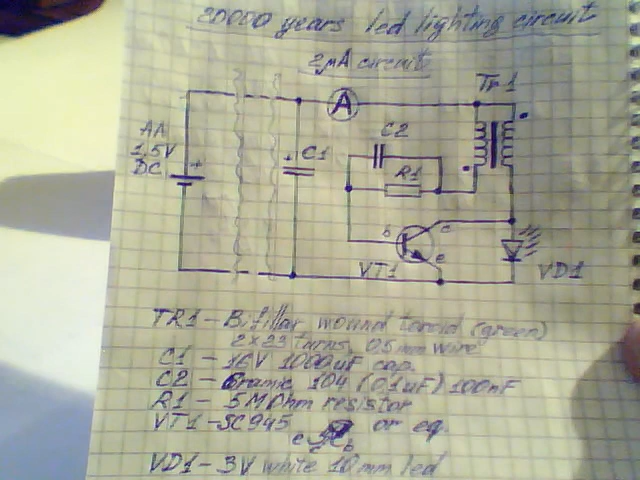 20000 years led lighting circuit
2µA circuit
Tr1
A
AA
1,5V
DC
+
C2
+
C1
R1
b
c
e
VT1
VD1
TR1 - Bifillar wound toroid (green)
2x23 turns, 0,5mm wire
C1 - 16V 1000uF cap.
C2 - Ceramic 104 (0,1uF) 100nF
R1 - 5MOhm resistor
VT1 - SC945 or eq.
e c b
VD1 - 3V white 10mm led